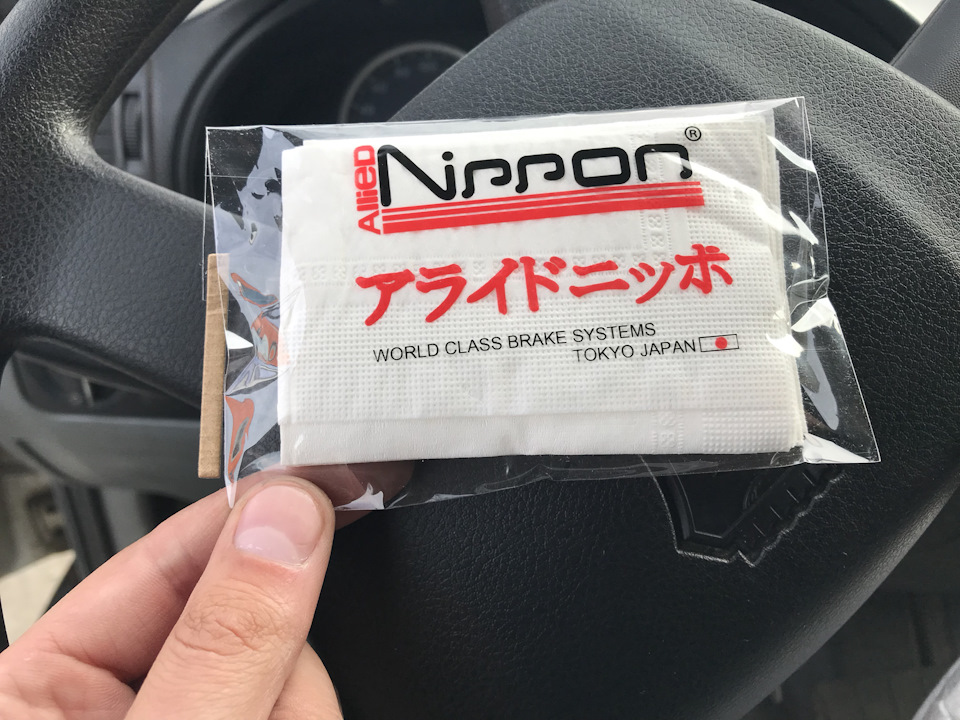 AlliED Nippon®
アライドニッポ
WORLD CLASS BRAKE SYSTEMS
TOKYO JAPAN